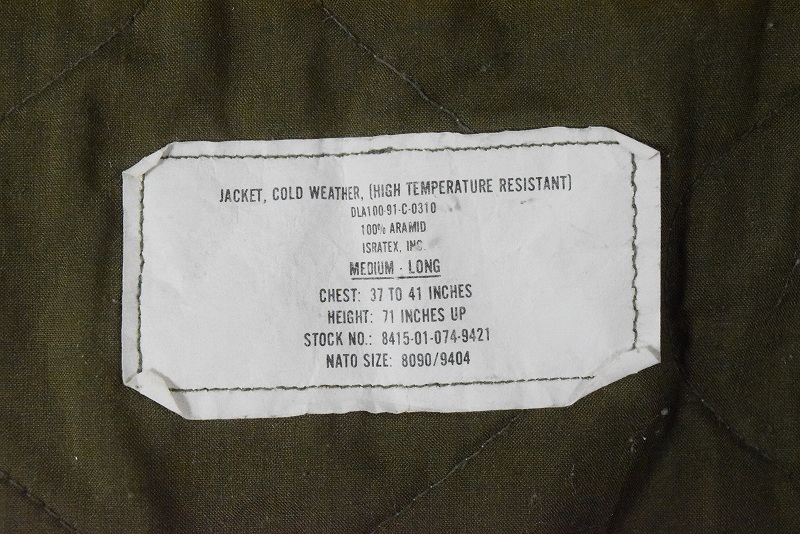 JACKET, COLD WEATHER, (HIGH TEMPERATURE RESISTANT)
DLA100-91-C-0310
100% ARAMID
ISRATEX, INC.
MEDIUM - LONG
CHEST: 37 TO 41 INCHES
HEIGHT: 71 INCHES UP
STOCK NO.: 8415-01-074-9421
NATO SIZE: 8090/9404